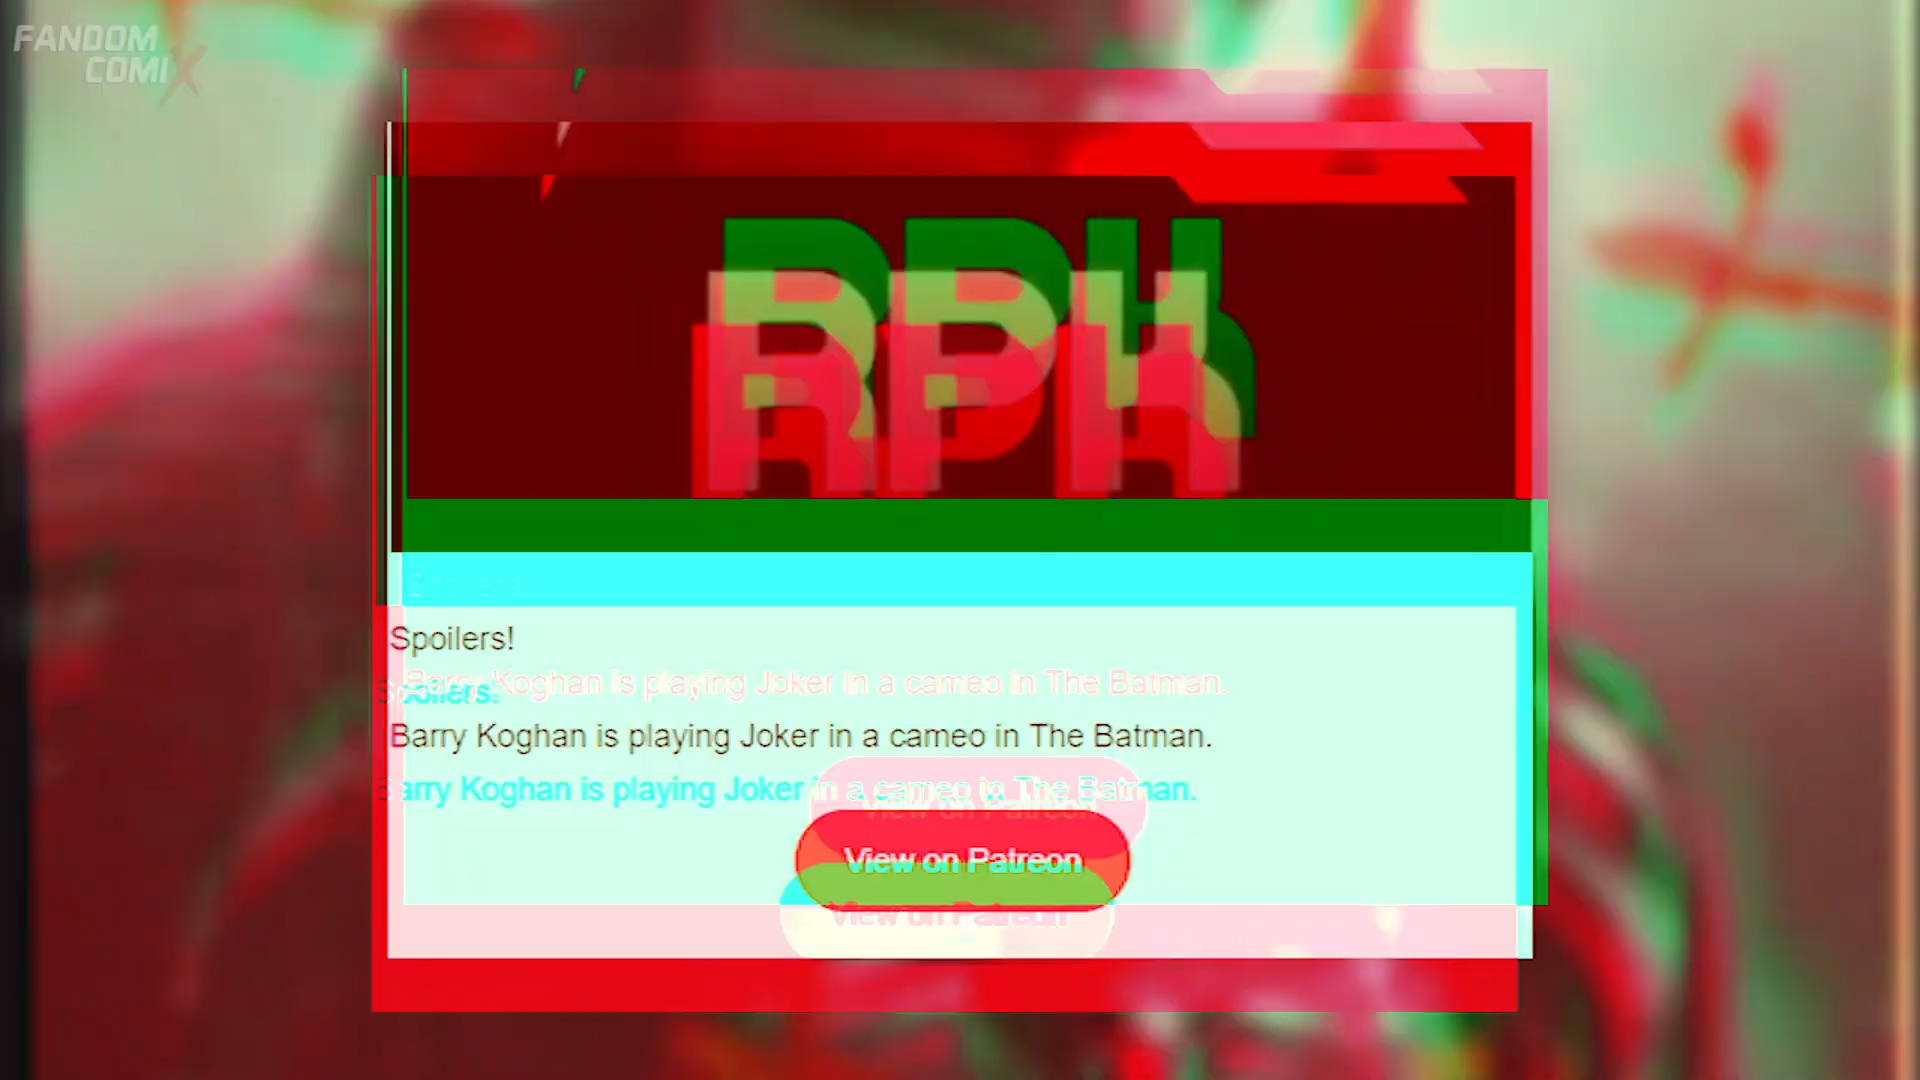 FANDOM
COMIX
RPK
Spoilers!
Barry Koghan is playing Joker in a cameo in The Batman.
View on Patreon